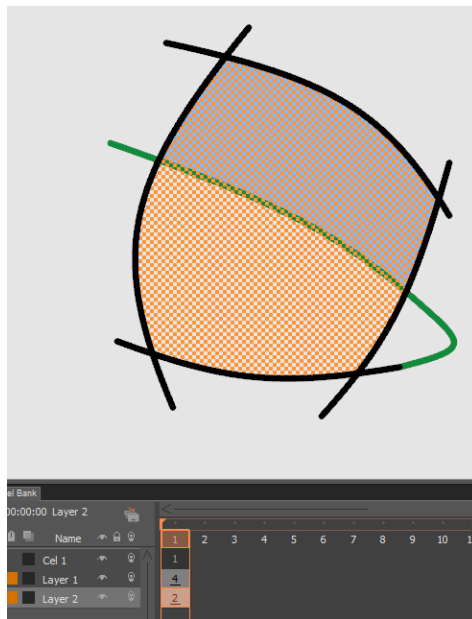 el Bank
00:00:00 Layer 2
Name
1 2 3 4 5 6 7 8 9 10 1
Cel 1 1
Layer 1 4
Layer 2 2